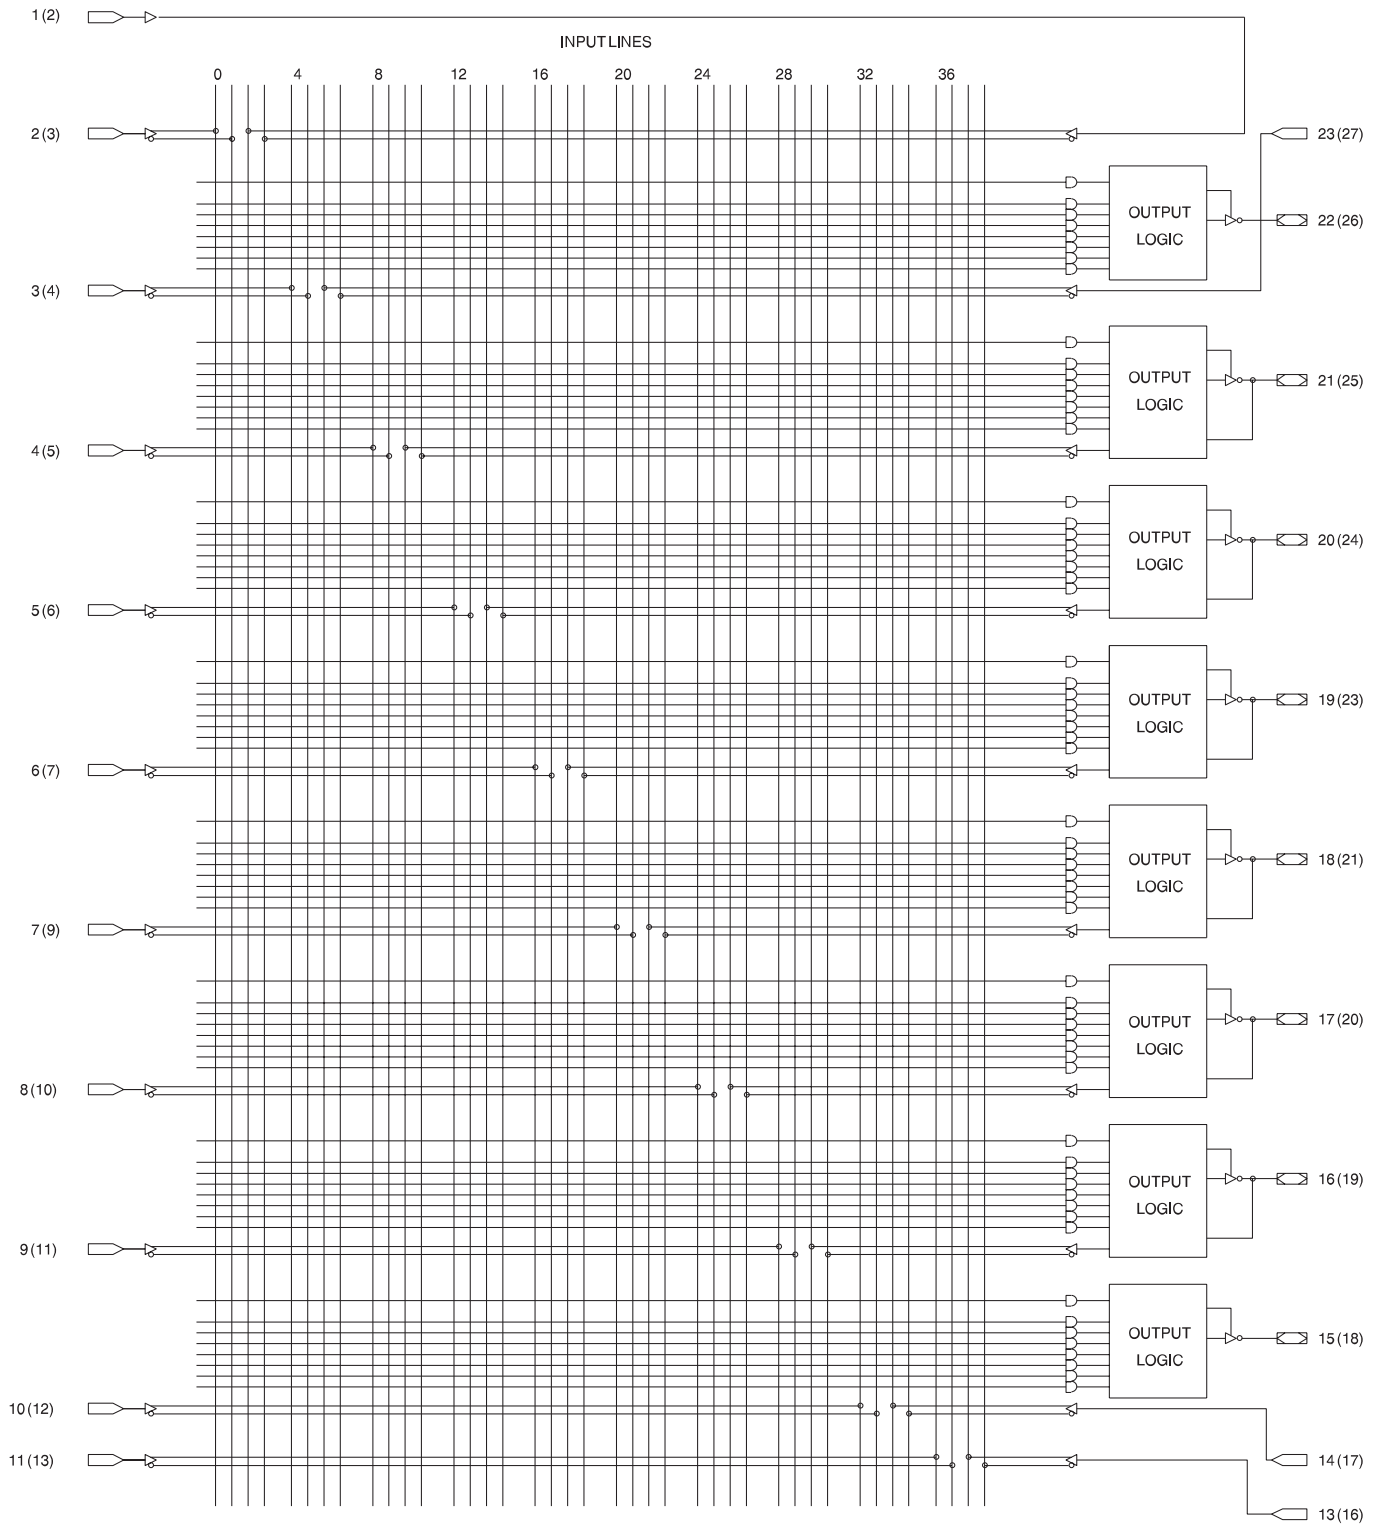 1 (2)
INPUT LINES
0 4 8 12 16 20 24 28 32 36
2 (3)
23 (27)
OUTPUT
LOGIC
22 (26)
3 (4)
OUTPUT
LOGIC
21 (25)
4 (5)
OUTPUT
LOGIC
20 (24)
5 (6)
OUTPUT
LOGIC
19 (23)
6 (7)
OUTPUT
LOGIC
18 (21)
7 (9)
OUTPUT
LOGIC
17 (20)
8 (10)
OUTPUT
LOGIC
16 (19)
9 (11)
OUTPUT
LOGIC
15 (18)
10 (12)
11 (13)
14 (17)
13 (16)